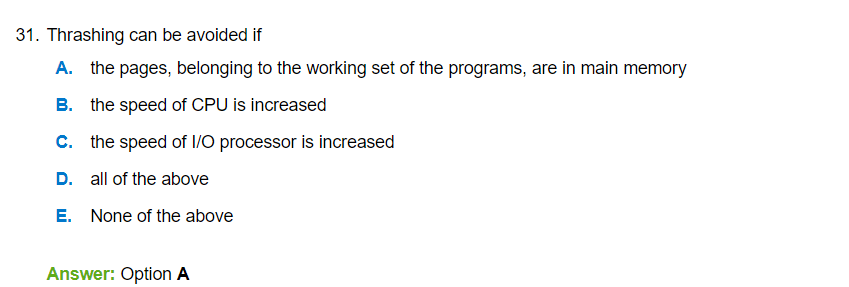 31. Thrashing can be avoided if
A. the pages, belonging to the working set of the programs, are in main memory
B. the speed of CPU is increased
C. the speed of I/O processor is increased
D. all of the above
E. None of the above
Answer: Option A